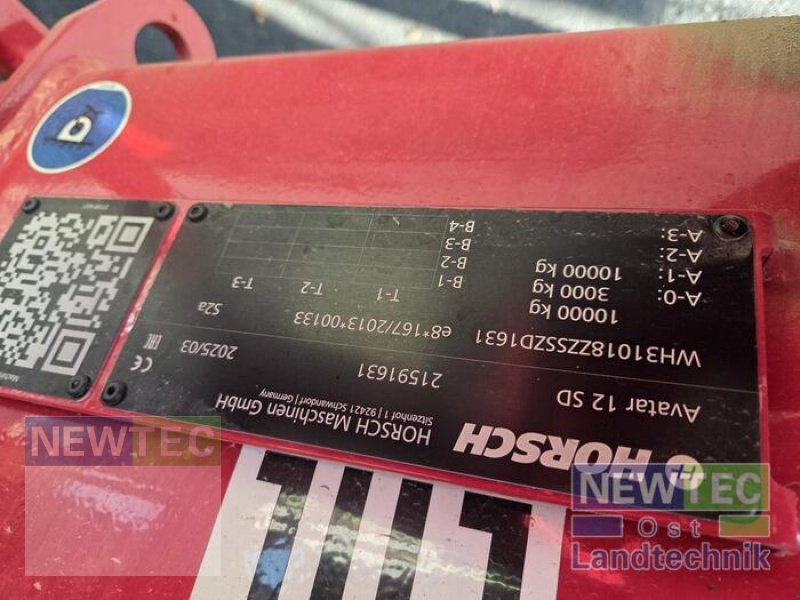 HORSCH
HORSCH Maschinen GmbH
Sitzenhof 1 | 92421 Schwandorf | Germany
Avatar 12 SD
21591631
2025/03
CE
EAC
WH31018ZZSSZD1631
e8*167/2013*00133
S2a
A-0: 10000 kg
A-1: 3000 kg
A-2: 10000 kg
A-3:
T-1 T-2 T-3
B-1
B-2
B-3
B-4
NEWTEC
NEWTEC
Ost
Landtechnik